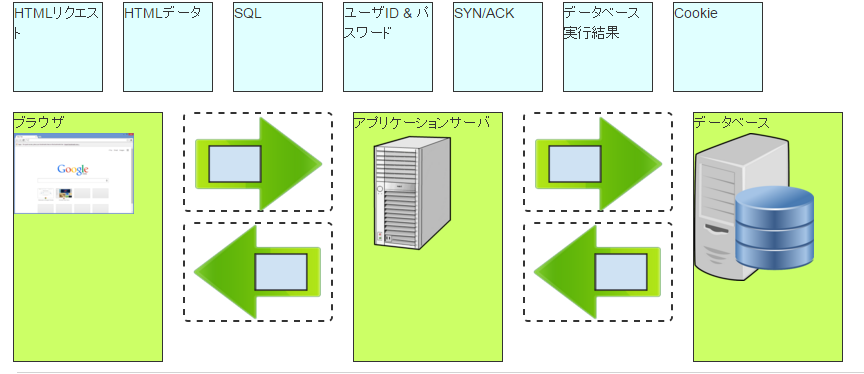 HTMLリクエス
ト
HTMLデータ
SQL
ユーザID & パ
スワード
SYN/ACK
データベース
実行結果
Cookie
ブラウザ
アプリケーションサーバ
データベース
Google